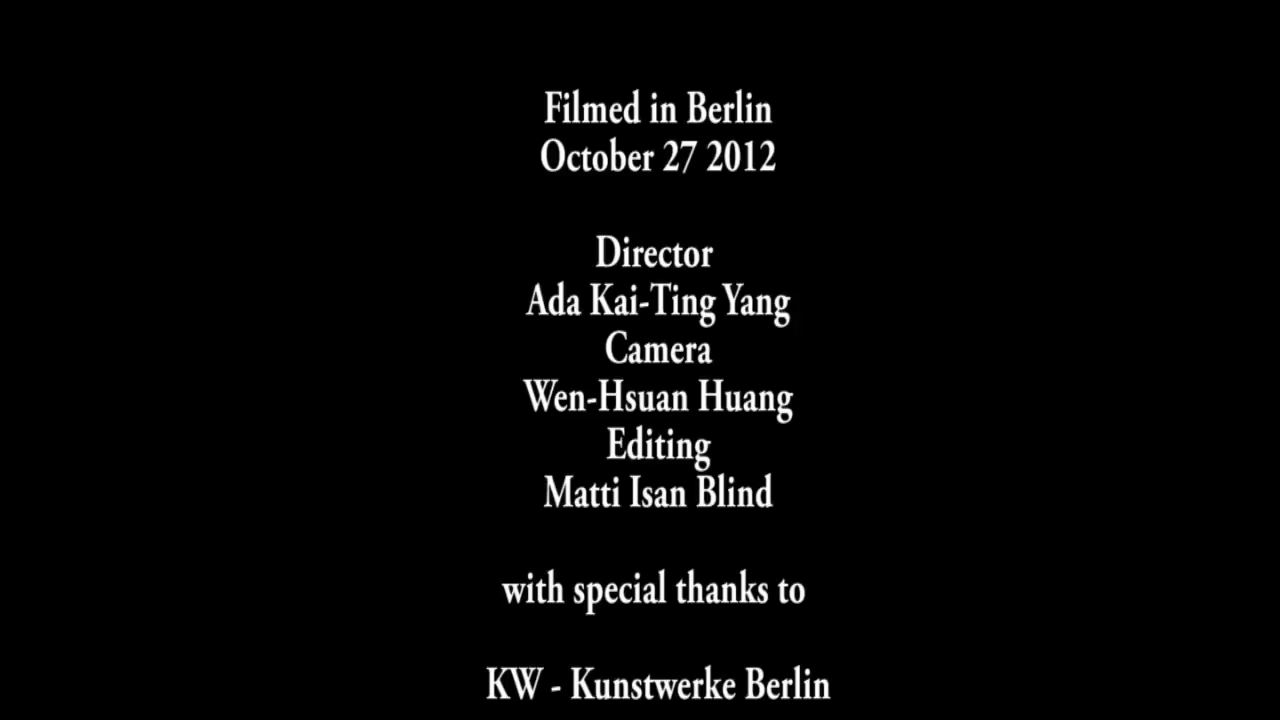 Filmed in Berlin
October 27 2012
Director
Ada Kai-Ting Yang
Camera
Wen-Hsuan Huang
Editing
Matti Isan Blind
with special thanks to
KW - Kunstwerke Berlin